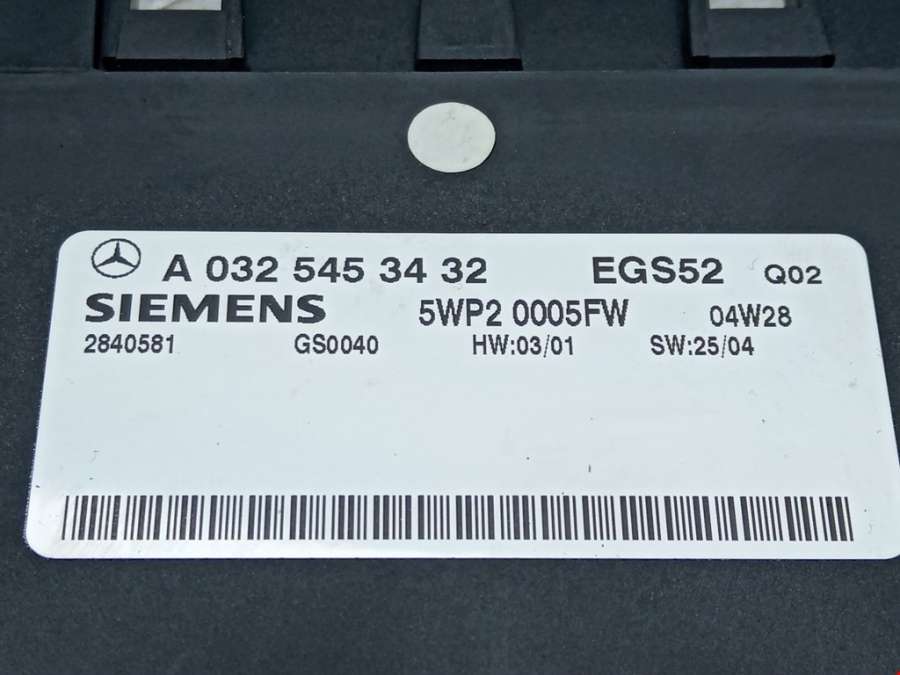 A 032 545 34 32 EGS52 Q02
SIEMENS 5WP2 0005FW 04W28
2840581 GS0040 HW:03/01 SW:25/04